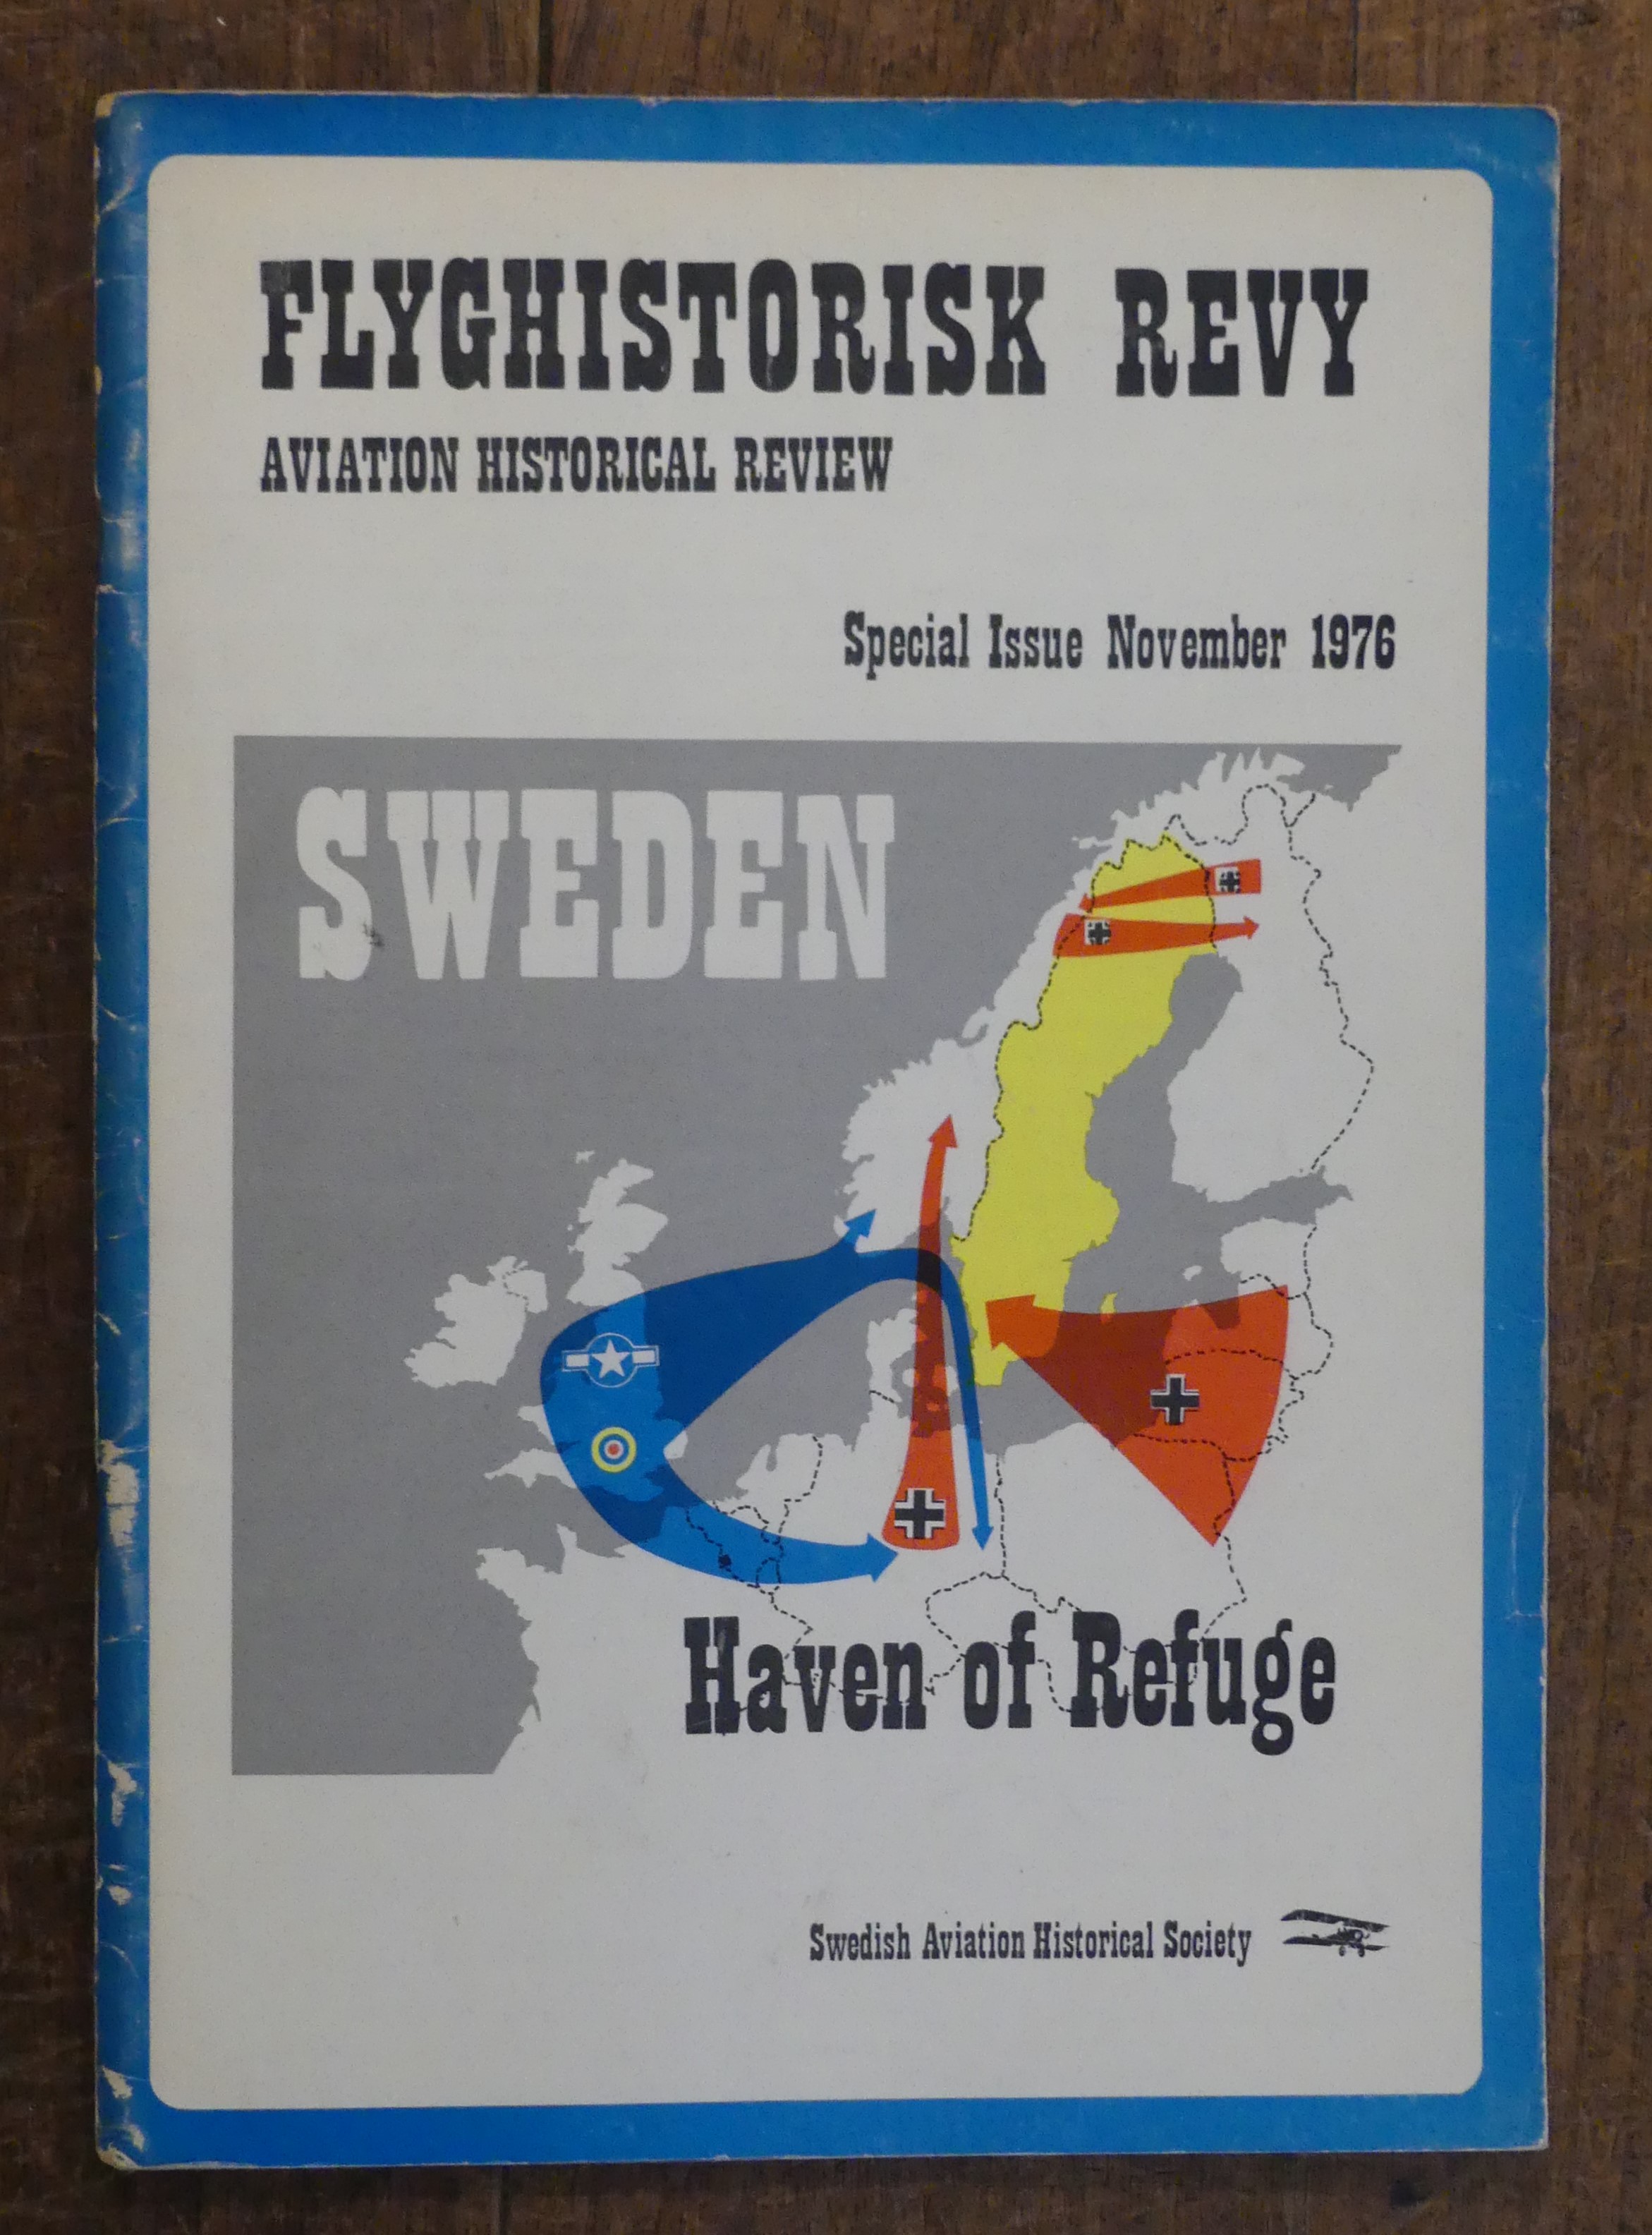 FLYGHISTORISK REVY
AVIATION HISTORICAL REVIEW
Special Issue November 1976
SWEDEN
Haven of Refuge
Swedish Aviation Historical Society